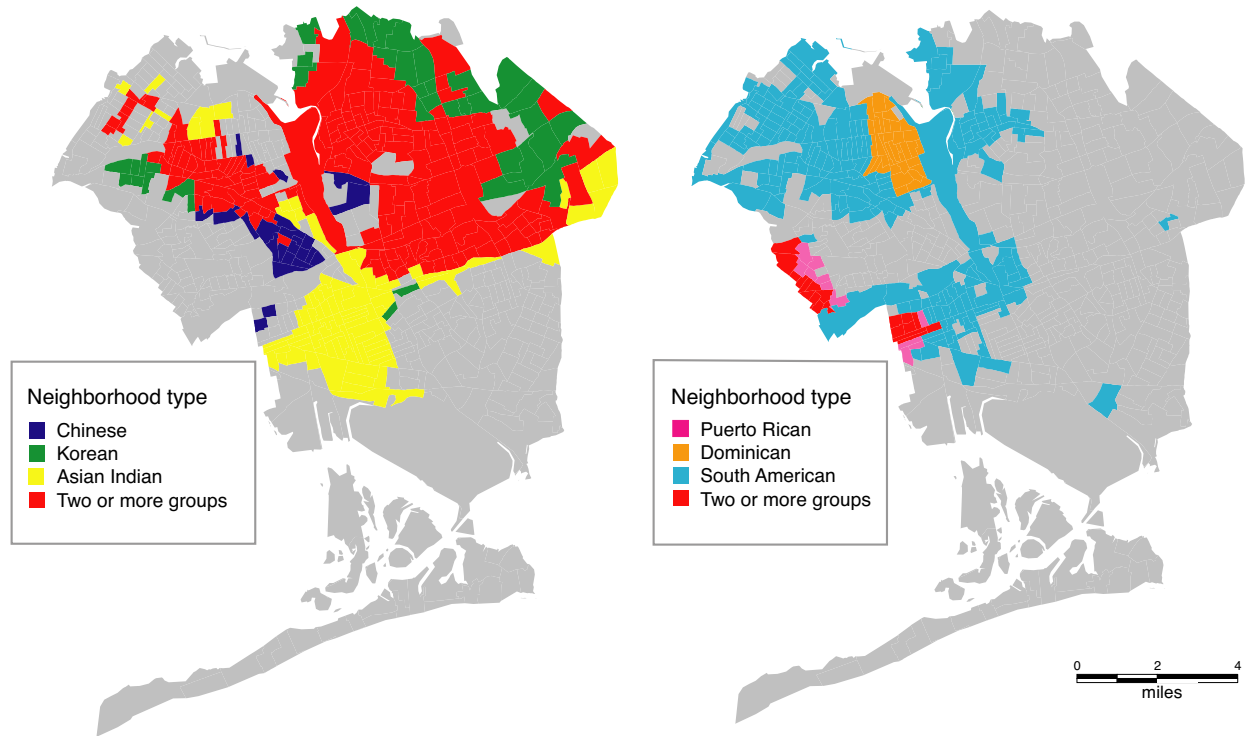 Neighborhood type
Chinese
Korean
Asian Indian
Two or more groups
Neighborhood type
Puerto Rican
Dominican
South American
Two or more groups
0 2 4
miles